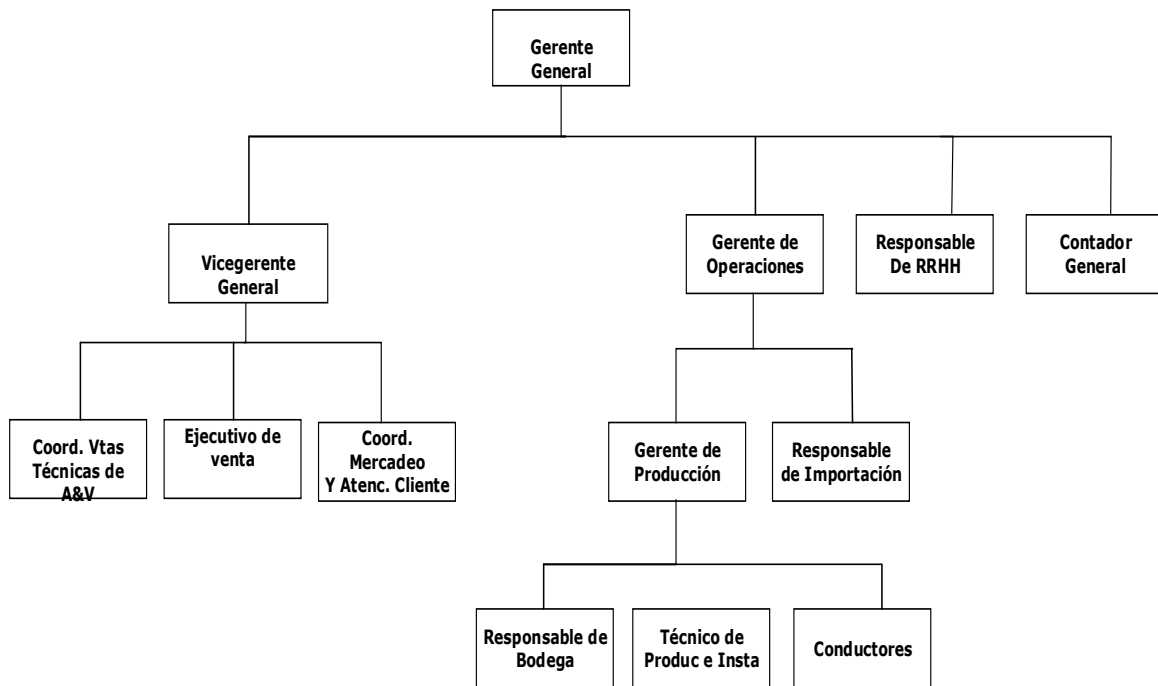 Gerente
General
Vicegerente
General
Gerente de
Operaciones
Responsable
De RRHH
Contador
General
Coord. Vtas
Técnicas de
A&V
Ejecutivo de
venta
Coord.
Mercadeo
Y Atenc. Cliente
Gerente de
Producción
Responsable
de Importación
Responsable de
Bodega
Técnico de
Produc e Insta
Conductores